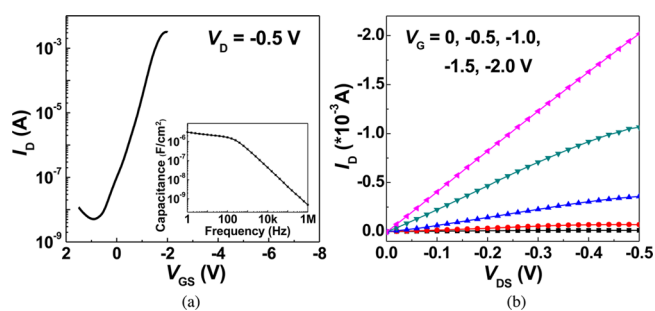 V_D = -0.5 V
10^-3
10^-5
10^-7
10^-9
I_D (A)
2 0 -2 -4 -6 -8
V_GS (V)
Capacitance (F/cm^2)
10^-6
10^-7
10^-8
10^-9
1 100 10k 1M
Frequency (Hz)
(a)
V_G = 0, -0.5, -1.0,
-1.5, -2.0 V
I_D (*10^-3A)
-2.0
-1.5
-1.0
-0.5
0.0
0.0 -0.1 -0.2 -0.3 -0.4 -0.5
V_DS (V)
(b)